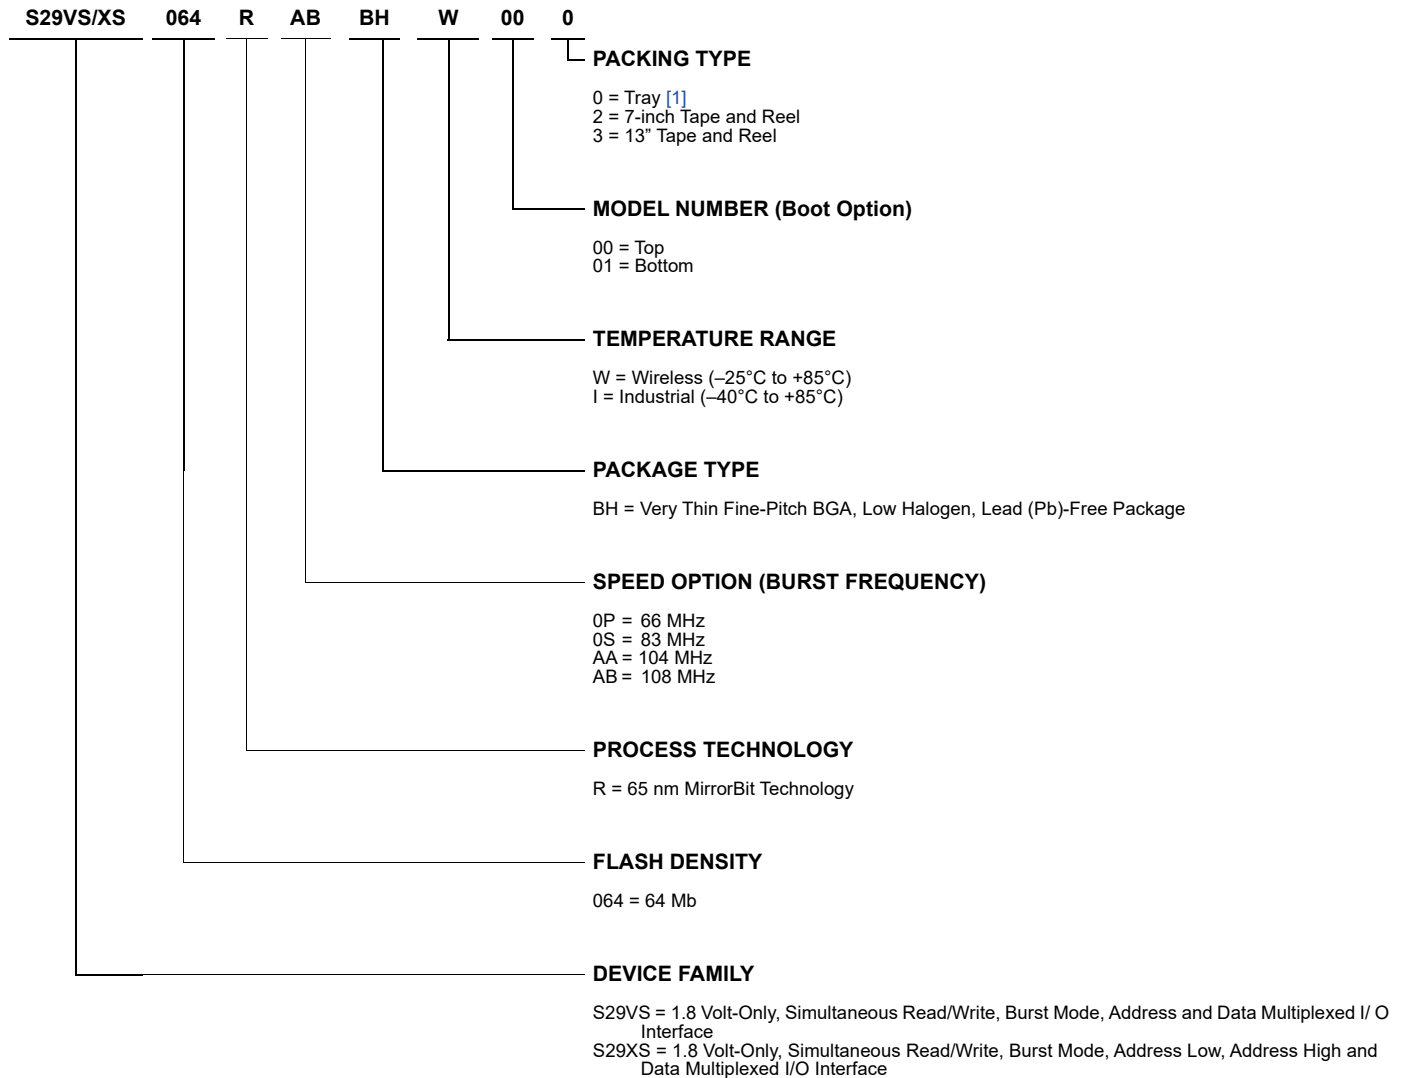 S29VS/XS 064 R AB BH W 00 0
PACKING TYPE
0 = Tray [1]
2 = 7-inch Tape and Reel
3 = 13” Tape and Reel
MODEL NUMBER (Boot Option)
00 = Top
01 = Bottom
TEMPERATURE RANGE
W = Wireless (–25°C to +85°C)
I = Industrial (–40°C to +85°C)
PACKAGE TYPE
BH = Very Thin Fine-Pitch BGA, Low Halogen, Lead (Pb)-Free Package
SPEED OPTION (BURST FREQUENCY)
0P = 66 MHz
0S = 83 MHz
AA = 104 MHz
AB = 108 MHz
PROCESS TECHNOLOGY
R = 65 nm MirrorBit Technology
FLASH DENSITY
064 = 64 Mb
DEVICE FAMILY
S29VS = 1.8 Volt-Only, Simultaneous Read/Write, Burst Mode, Address and Data Multiplexed I/ O
Interface
S29XS = 1.8 Volt-Only, Simultaneous Read/Write, Burst Mode, Address Low, Address High and
Data Multiplexed I/O Interface